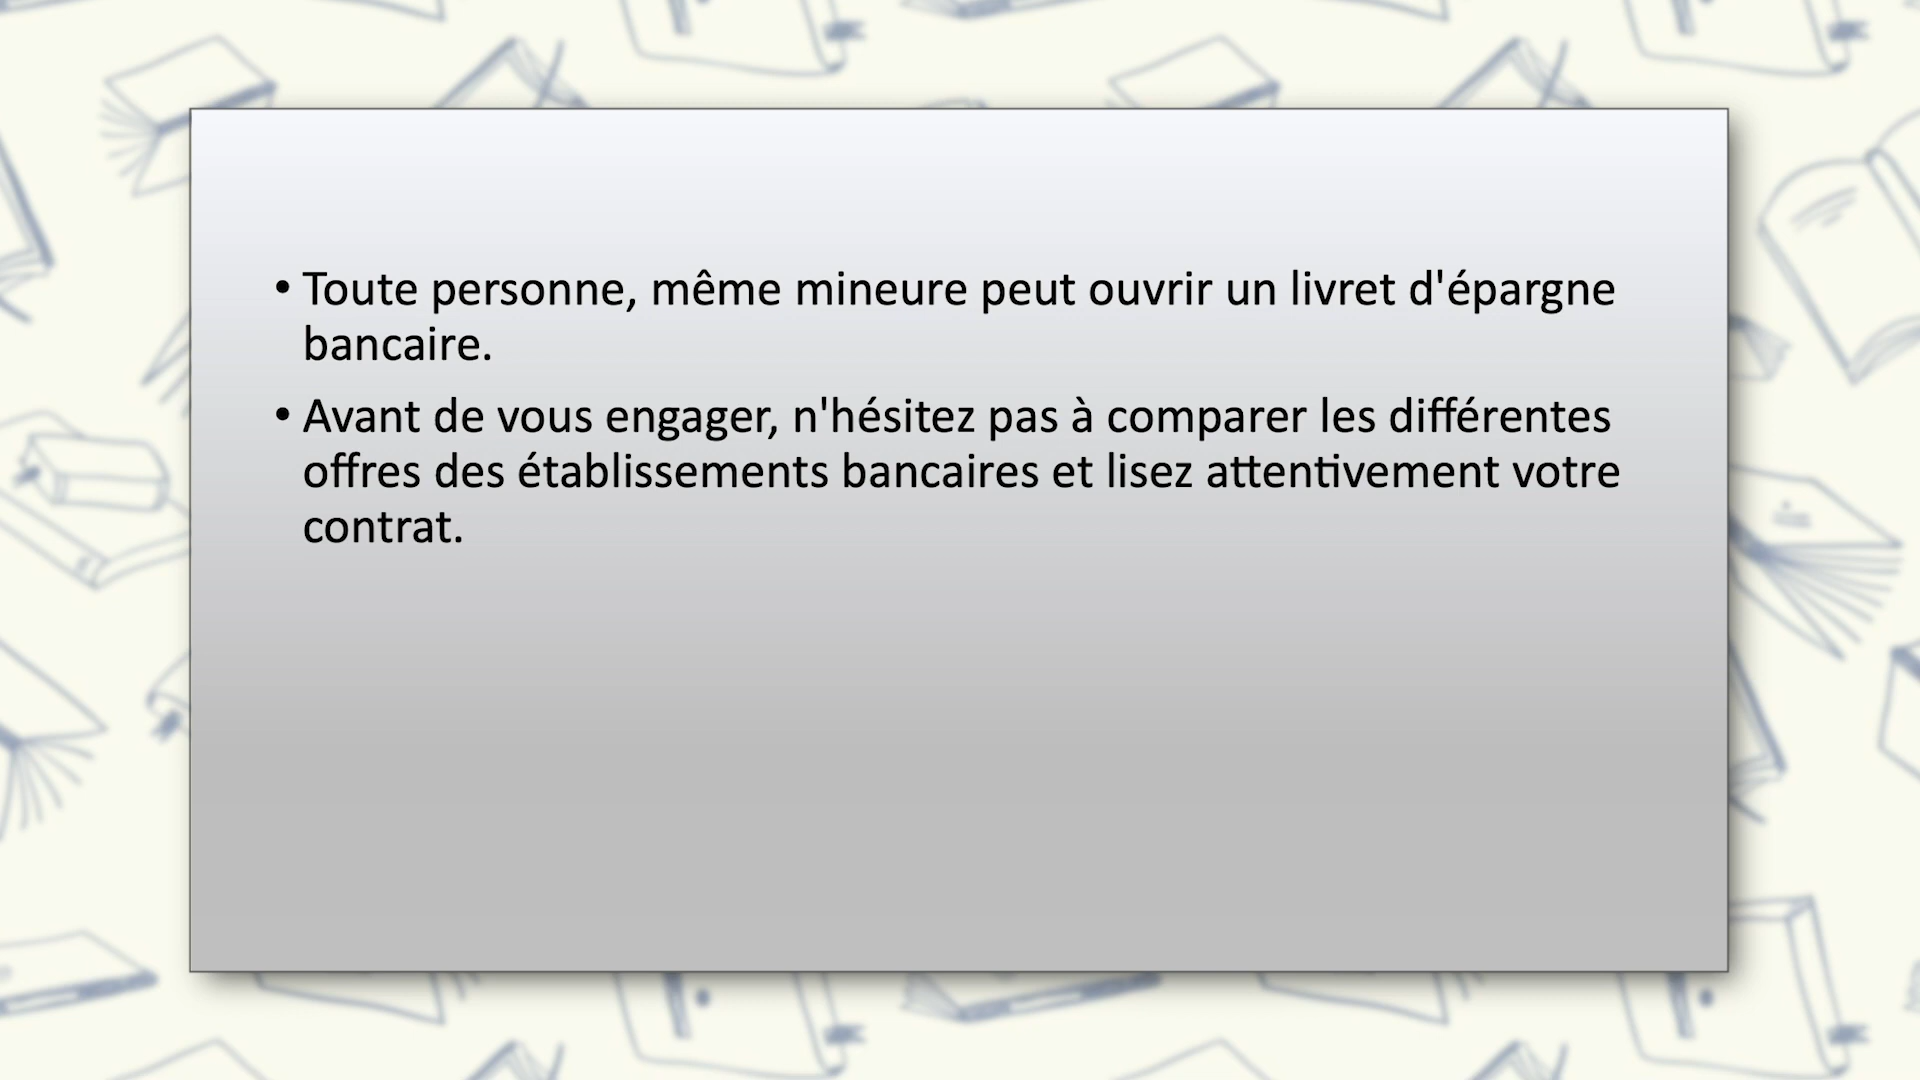 • Toute personne, même mineure peut ouvrir un livret d'épargne
bancaire.
• Avant de vous engager, n'hésitez pas à comparer les différentes
offres des établissements bancaires et lisez attentivement votre
contrat.